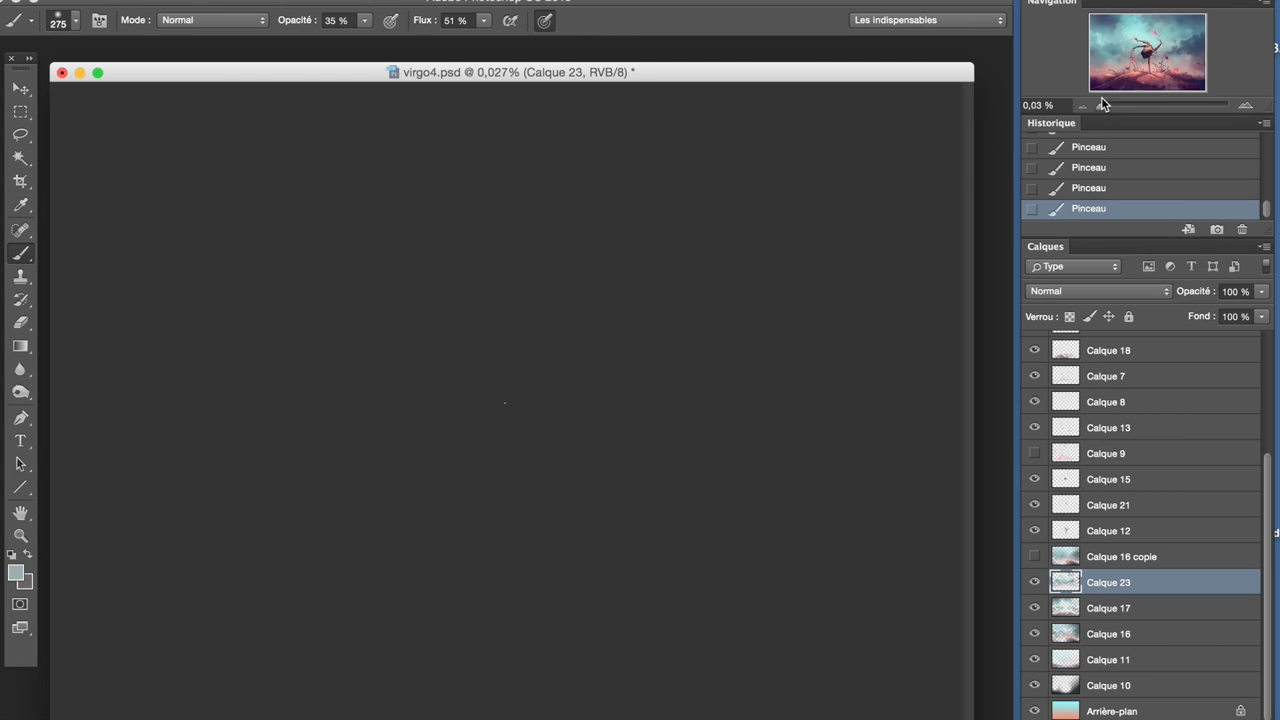 275 Mode : Normal Opacité : 35 % Flux : 51 % Les indispensables
virgo4.psd @ 0,027% (Calque 23, RVB/8) *
Navigation
0,03 %
Historique
Pinceau
Pinceau
Pinceau
Pinceau
Calques
Type
Normal Opacité : 100 %
Verrou : Fond : 100 %
Calque 18
Calque 7
Calque 8
Calque 13
Calque 9
Calque 15
Calque 21
Calque 12
Calque 16 copie
Calque 23
Calque 17
Calque 16
Calque 11
Calque 10
Arrière-plan